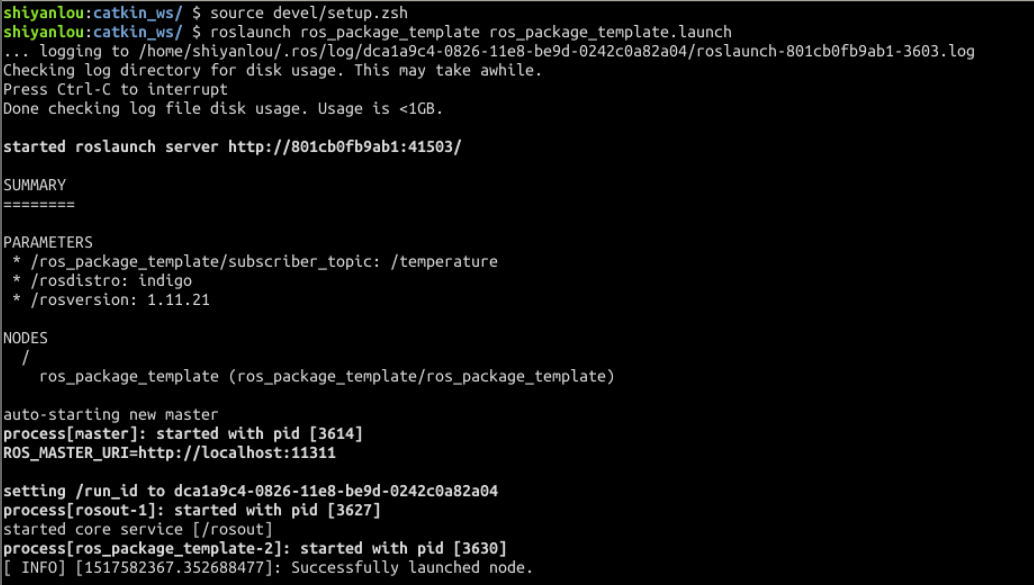 shiyanlou:catkin_ws/ $ source devel/setup.zsh
shiyanlou:catkin_ws/ $ roslaunch ros_package_template ros_package_template.launch
... logging to /home/shiyanlou/.ros/log/dca1a9c4-0826-11e8-be9d-0242c0a82a04/roslaunch-801cb0fb9ab1-3603.log
Checking log directory for disk usage. This may take awhile.
Press Ctrl-C to interrupt
Done checking log file disk usage. Usage is <1GB.

started roslaunch server http://801cb0fb9ab1:41503/

SUMMARY
========

PARAMETERS
 * /ros_package_template/subscriber_topic: /temperature
 * /rosdistro: indigo
 * /rosversion: 1.11.21

NODES
  /
    ros_package_template (ros_package_template/ros_package_template)

auto-starting new master
process[master]: started with pid [3614]
ROS_MASTER_URI=http://localhost:11311

setting /run_id to dca1a9c4-0826-11e8-be9d-0242c0a82a04
process[rosout-1]: started with pid [3627]
started core service [/rosout]
process[ros_package_template-2]: started with pid [3630]
[ INFO] [1517582367.352688477]: Successfully launched node.